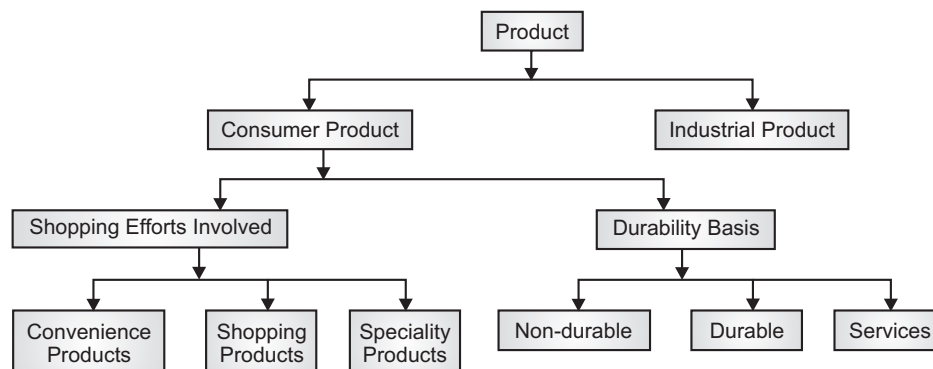 Product
Consumer Product
Industrial Product
Shopping Efforts Involved
Durability Basis
Convenience
Products
Shopping
Products
Speciality
Products
Non-durable
Durable
Services